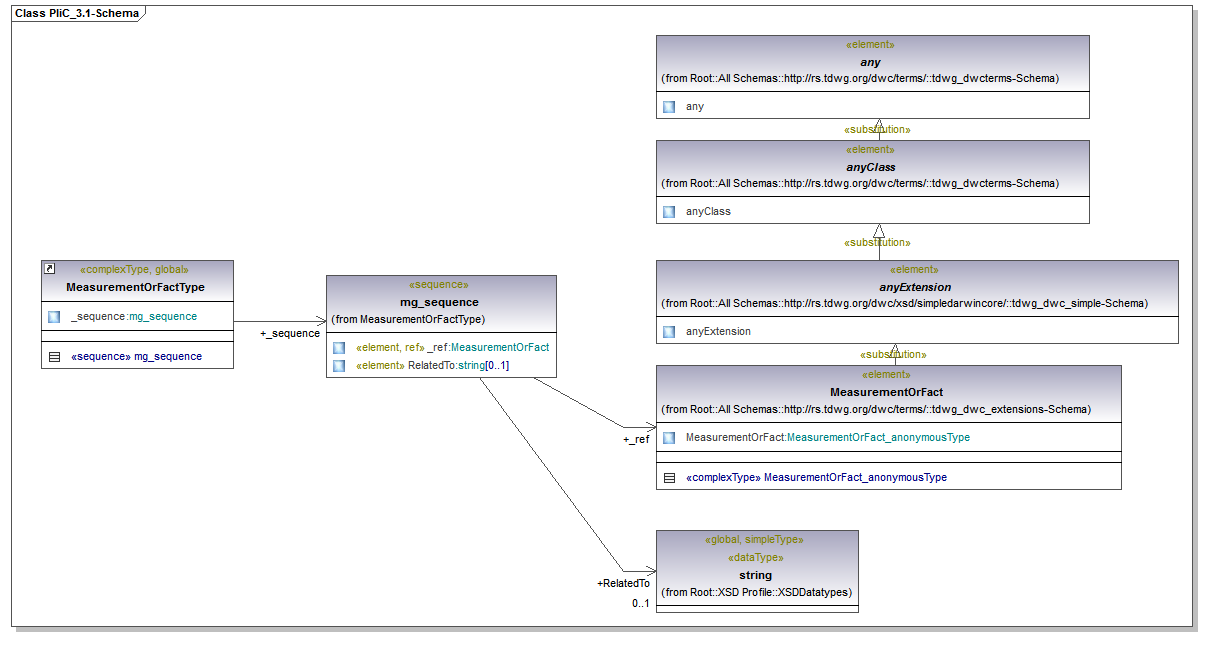 Class PliC_3.1-Schema
«element»
any
(from Root::All Schemas::http://rs.tdwg.org/dwc/terms/::tdwg_dwcterms-Schema)
any
«substitution»
«element»
anyClass
(from Root::All Schemas::http://rs.tdwg.org/dwc/terms/::tdwg_dwcterms-Schema)
anyClass
«substitution»
«element»
anyExtension
(from Root::All Schemas::http://rs.tdwg.org/dwc/xsd/simpledarwincore/::tdwg_dwc_simple-Schema)
anyExtension
«substitution»
«element»
MeasurementOrFact
(from Root::All Schemas::http://rs.tdwg.org/dwc/terms/::tdwg_dwc_extensions-Schema)
MeasurementOrFact:MeasurementOrFact_anonymousType
«complexType» MeasurementOrFact_anonymousType
«complexType, global»
MeasurementOrFactType
_sequence:mg_sequence
«sequence» mg_sequence
+_sequence
«sequence»
mg_sequence
(from MeasurementOrFactType)
«element, ref» _ref:MeasurementOrFact
«element» RelatedTo:string[0..1]
+_ref
+RelatedTo
0..1
«global, simpleType»
«dataType»
string
(from Root::XSD Profile::XSDDatatypes)